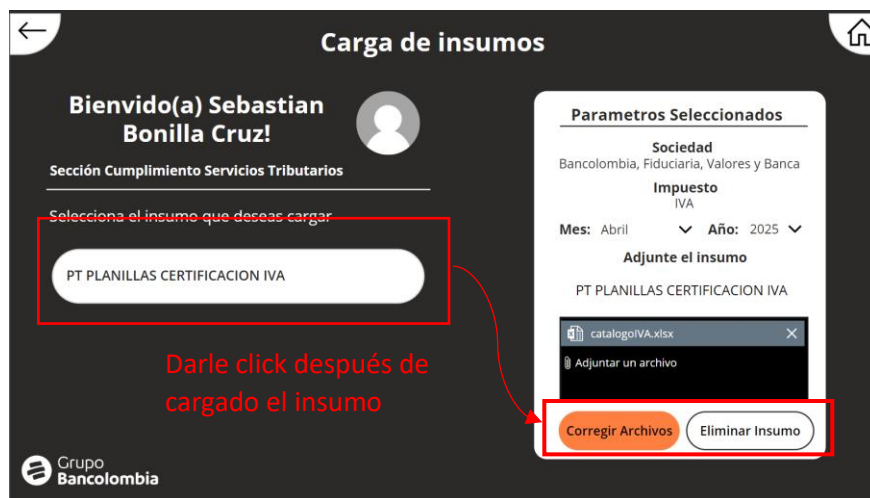 Carga de insumos
Bienvido(a) Sebastian
Bonilla Cruz!
Sección Cumplimiento Servicios Tributarios
Selecciona el insumo que deseas cargar
PT PLANILLAS CERTIFICACION IVA
Darle click después de
cargado el insumo
Grupo
Bancolombia
Parametros Seleccionados
Sociedad
Bancolombia, Fiduciaria, Valores y Banca
Impuesto
IVA
Mes: Abril Año: 2025
Adjunte el insumo
PT PLANILLAS CERTIFICACION IVA
catalogoIVA.xlsx
Adjuntar un archivo
Corregir Archivos Eliminar Insumo